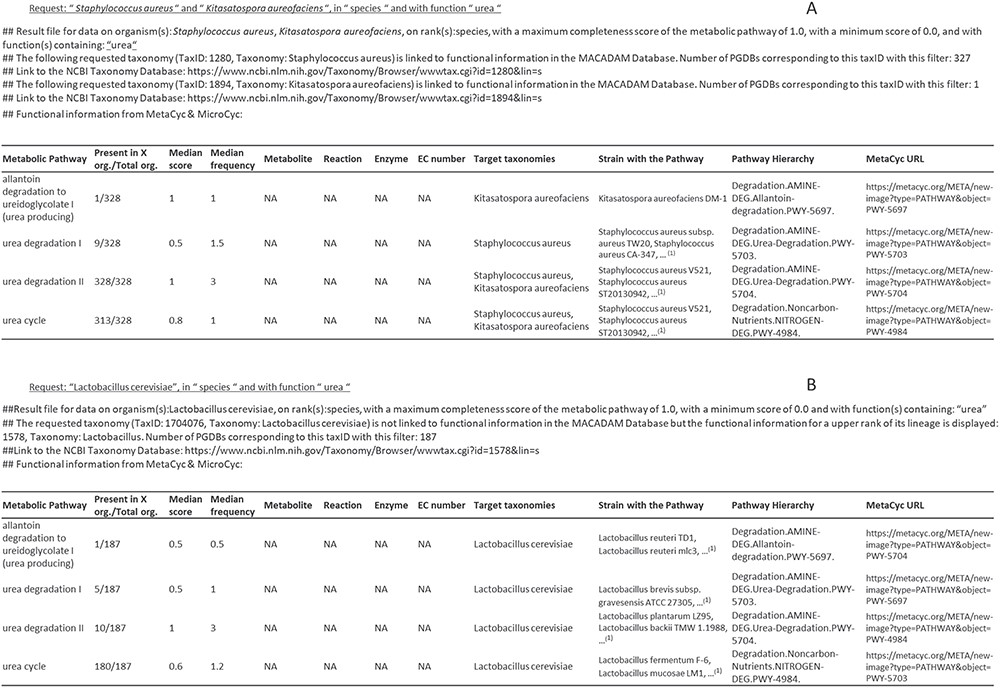 Request: “ Staphylococcus aureus“ and “ Kitasatospora aureofaciens“, in “ species “ and with function “ urea “
A
## Result file for data on organism(s): Staphylococcus aureus, Kitasatospora aureofaciens, on rank(s):species, with a maximum completeness score of the metabolic pathway of 1.0, with a minimum score of 0.0, and with
function(s) containing: “urea“
## The following requested taxonomy (TaxID: 1280, Taxonomy: Staphylococcus aureus) is linked to functional information in the MACADAM Database. Number of PGDBs corresponding to this taxID with this filter: 327
## Link to the NCBI Taxonomy Database: https://www.ncbi.nlm.nih.gov/Taxonomy/Browser/wwwtax.cgi?id=1280&lin=s
## The following requested taxonomy (TaxID: 1894, Taxonomy: Kitasatospora aureofaciens) is linked to functional information in the MACADAM Database. Number of PGDBs corresponding to this taxID with this filter: 1
## Link to the NCBI Taxonomy Database: https://www.ncbi.nlm.nih.gov/Taxonomy/Browser/wwwtax.cgi?id=1894&lin=s
## Functional information from MetaCyc & MicroCyc:
Metabolic Pathway Present in X org./Total org. Median score Median frequency Metabolite Reaction Enzyme EC number Target taxonomies Strain with the Pathway Pathway Hierarchy MetaCyc URL
allantoin degradation to ureidoglycolate I (urea producing) 1/328 1 1 NA NA NA NA Kitasatospora aureofaciens Kitasatospora aureofaciens DM-1 Degradation.AMINE-DEG.Allantoin-degradation.PWY-5697. https://metacyc.org/META/new-image?type=PATHWAY&object=PWY-5697
urea degradation I 9/328 0.5 1.5 NA NA NA NA Staphylococcus aureus Staphylococcus aureus subsp. aureus TW20, Staphylococcus aureus CA-347, ... (1) Degradation.AMINE-DEG.Urea-Degradation.PWY-5703. https://metacyc.org/META/new-image?type=PATHWAY&object=PWY-5703
urea degradation II 328/328 1 3 NA NA NA NA Staphylococcus aureus, Kitasatospora aureofaciens Staphylococcus aureus V521, Staphylococcus aureus ST20130942, ...(1) Degradation.AMINE-DEG.Urea-Degradation.PWY-5704. https://metacyc.org/META/new-image?type=PATHWAY&object=PWY-5704
urea cycle 313/328 0.8 1 NA NA NA NA Staphylococcus aureus, Kitasatospora aureofaciens Staphylococcus aureus V521, Staphylococcus aureus ST20130942, ...(1) Degradation.Noncarbon-Nutrients.NITROGEN-DEG.PWY-4984. https://metacyc.org/META/new-image?type=PATHWAY&object=PWY-4984
Request: “Lactobacillus cerevisiae”, in “ species “ and with function “ urea “
B
##Result file for data on organism(s):Lactobacillus cerevisiae, on rank(s):species, with a maximum completeness score of the metabolic pathway of 1.0, with a minimum score of 0.0 and with function(s) containing: “urea”
## The requested taxonomy (TaxID: 1704076, Taxonomy: Lactobacillus cerevisiae) is not linked to functional information in the MACADAM Database but the functional information for a upper rank of its lineage is displayed:
1578, Taxonomy: Lactobacillus. Number of PGDBs corresponding to this taxID with this filter: 187
##Link to the NCBI Taxonomy Database: https://www.ncbi.nlm.nih.gov/Taxonomy/Browser/wwwtax.cgi?id=1578&lin=s
## Functional information from MetaCyc & MicroCyc:
Metabolic Pathway Present in X org./Total org. Median score Median frequency Metabolite Reaction Enzyme EC number Target taxonomies Strain with the Pathway Pathway Hierarchy MetaCyc URL
allantoin degradation to ureidoglycolate I (urea producing) 1/187 0.5 0.5 NA NA NA NA Lactobacillus cerevisiae Lactobacillus reuteri TD1, Lactobacillus reuteri mlc3, ...(1) Degradation.AMINE-DEG.Allantoin-degradation.PWY-5697. https://metacyc.org/META/new-image?type=PATHWAY&object=PWY-5704
urea degradation I 5/187 0.5 1 NA NA NA NA Lactobacillus cerevisiae Lactobacillus brevis subsp. gravesensis ATCC 27305, ...(1) Degradation.AMINE-DEG.Urea-Degradation.PWY-5703. https://metacyc.org/META/new-image?type=PATHWAY&object=PWY-5697
urea degradation II 10/187 1 3 NA NA NA NA Lactobacillus cerevisiae Lactobacillus plantarum LZ95, Lactobacillus backii TMW 1.1988, ...(1) Degradation.AMINE-DEG.Urea-Degradation.PWY-5704. https://metacyc.org/META/new-image?type=PATHWAY&object=PWY-4984
urea cycle 180/187 0.6 1.2 NA NA NA NA Lactobacillus cerevisiae Lactobacillus fermentum F-6, Lactobacillus mucosae LM1, ...(1) Degradation.Noncarbon-Nutrients.NITROGEN-DEG.PWY-4984. https://metacyc.org/META/new-image?type=PATHWAY&object=PWY-5703